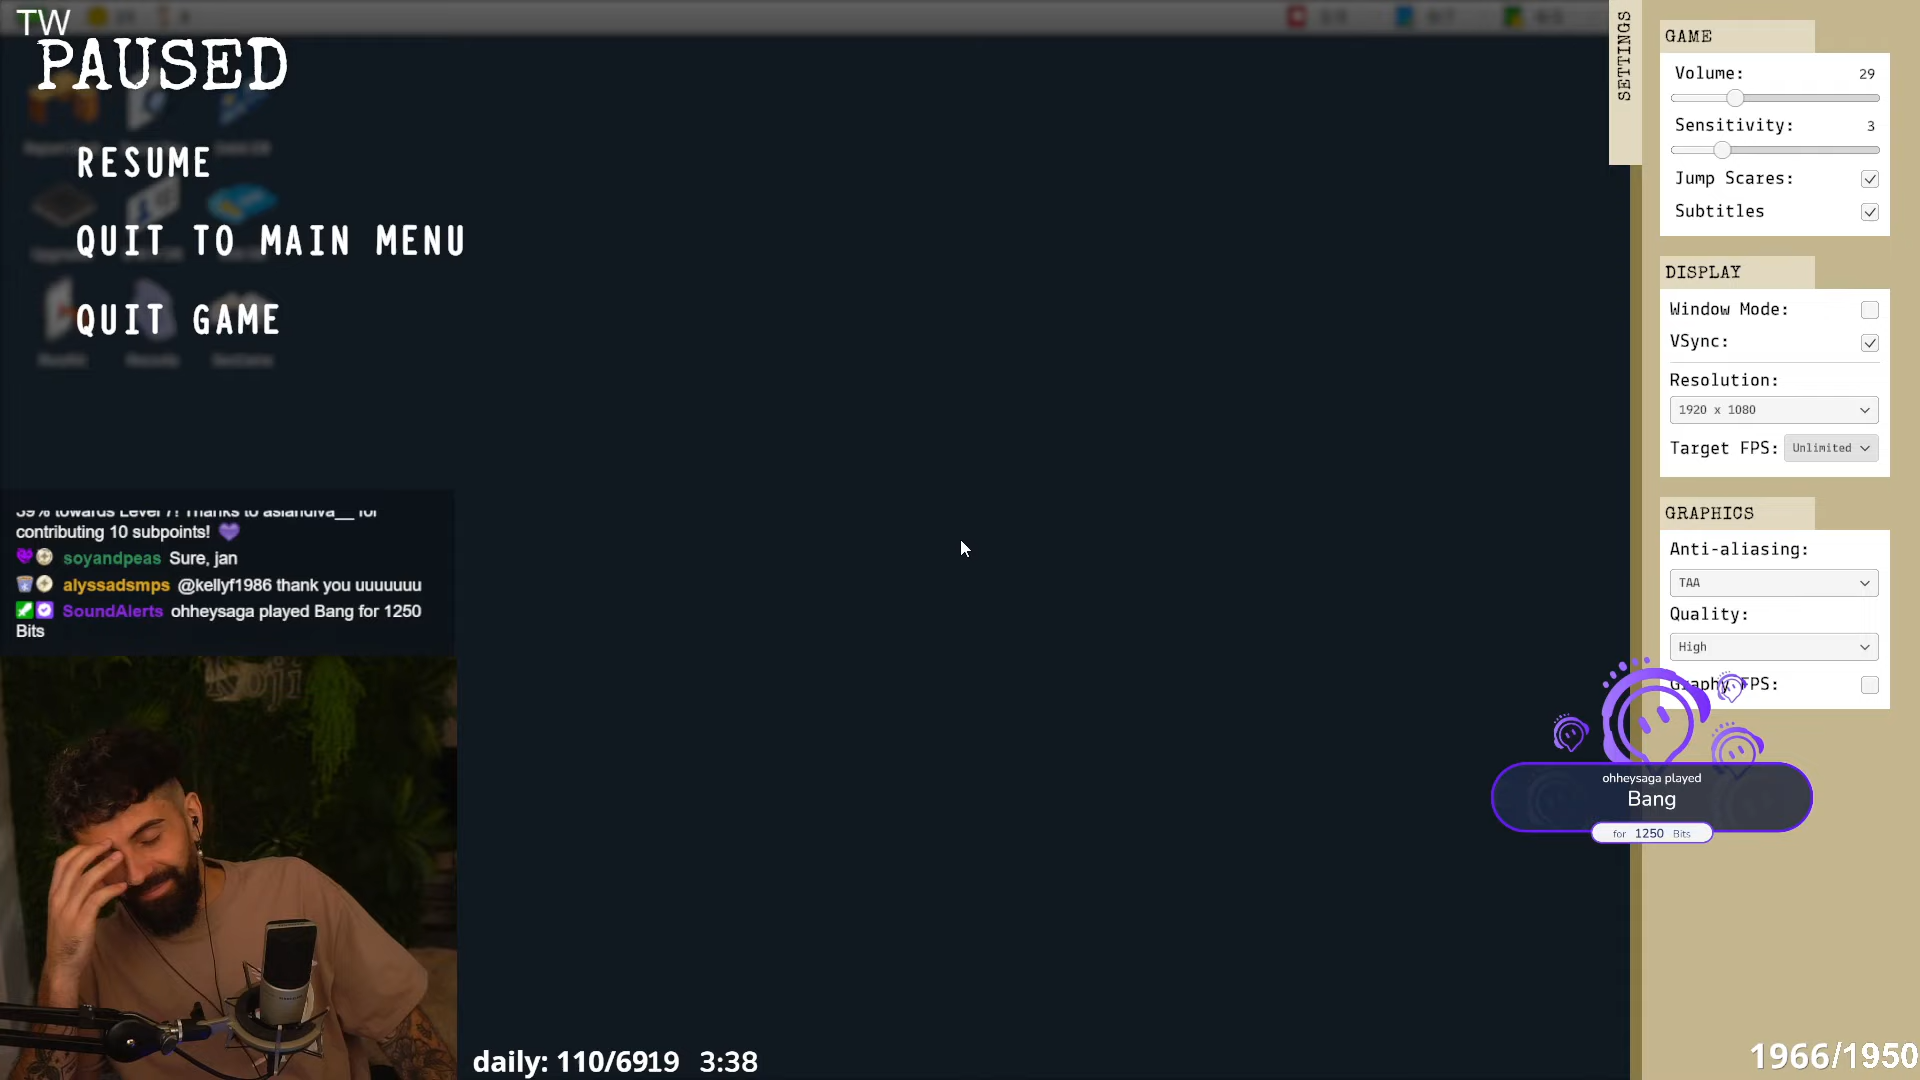 TW
PAUSED
RESUME
QUIT TO MAIN MENU
QUIT GAME
contributing 10 subpoints!
soyandpeas Sure, jan
alyssadsmps @kellyf1986 thank you uuuuuuu
SoundAlerts ohheysaga played Bang for 1250
Bits
daily: 110/6919 3:38
SETTINGS
GAME
Volume: 29
Sensitivity: 3
Jump Scares:
Subtitles
DISPLAY
Window Mode:
VSync:
Resolution:
1920 x 1080
Target FPS: Unlimited
GRAPHICS
Anti-aliasing:
TAA
Quality:
High
Graphy FPS:
ohheysaga played
Bang
for 1250 Bits
1966/1950